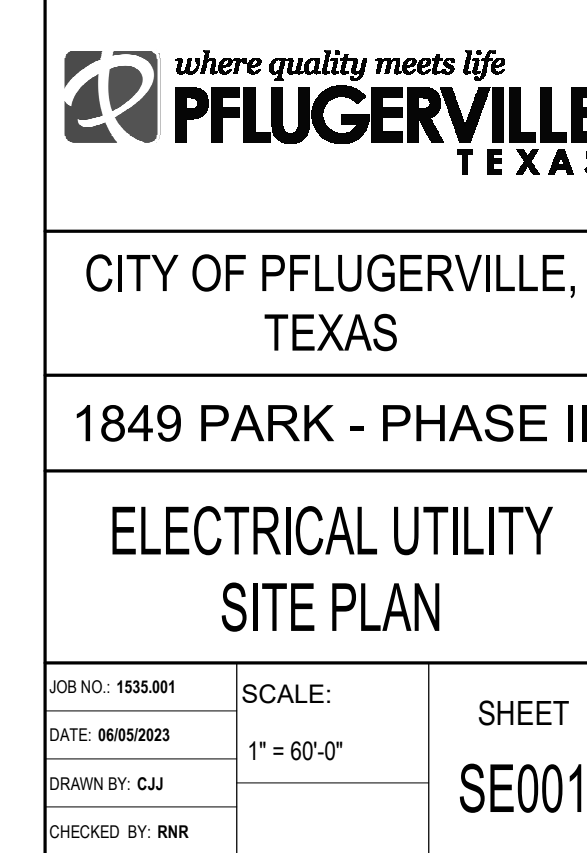 where quality meets life
PFLUGERVILLE
TEXAS
CITY OF PFLUGERVILLE,
TEXAS
1849 PARK - PHASE II
ELECTRICAL UTILITY
SITE PLAN
JOB NO.: 1535.001
DATE: 06/05/2023
DRAWN BY: CJJ
CHECKED BY: RNR
SCALE:
1" = 60'-0"
SHEET
SE001